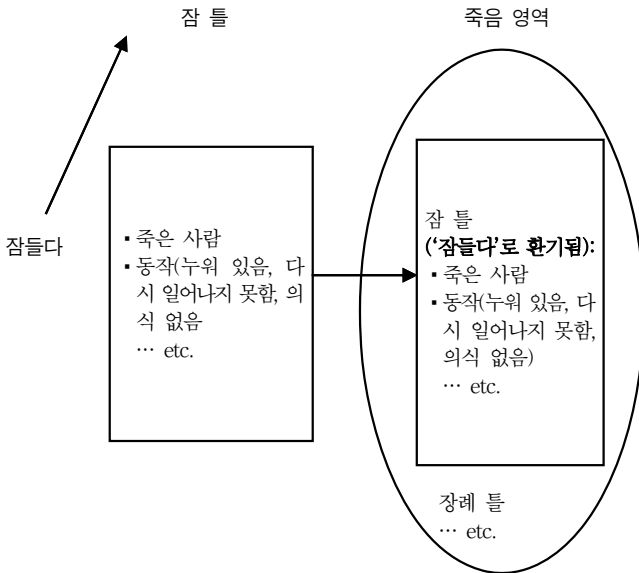 잠 틀
죽음 영역
잠들다
▪ 죽은 사람
▪ 동작(누워 있음, 다
시 일어나지 못함, 의
식 없음
… etc.
잠 틀
(‘잠들다’로 환기됨):
▪ 죽은 사람
▪ 동작(누워 있음, 다
시 일어나지 못함,
의식 없음)
… etc.
장례 틀
… etc.